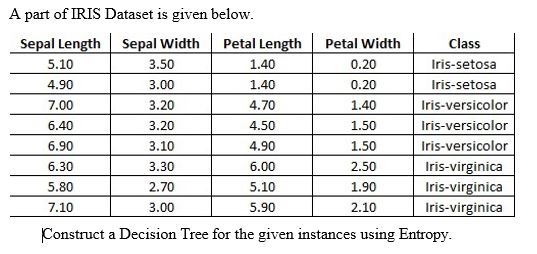 A part of IRIS Dataset is given below.
Sepal Length Sepal Width Petal Length Petal Width Class
5.10 3.50 1.40 0.20 Iris-setosa
4.90 3.00 1.40 0.20 Iris-setosa
7.00 3.20 4.70 1.40 Iris-versicolor
6.40 3.20 4.50 1.50 Iris-versicolor
6.90 3.10 4.90 1.50 Iris-versicolor
6.30 3.30 6.00 2.50 Iris-virginica
5.80 2.70 5.10 1.90 Iris-virginica
7.10 3.00 5.90 2.10 Iris-virginica
Construct a Decision Tree for the given instances using Entropy.